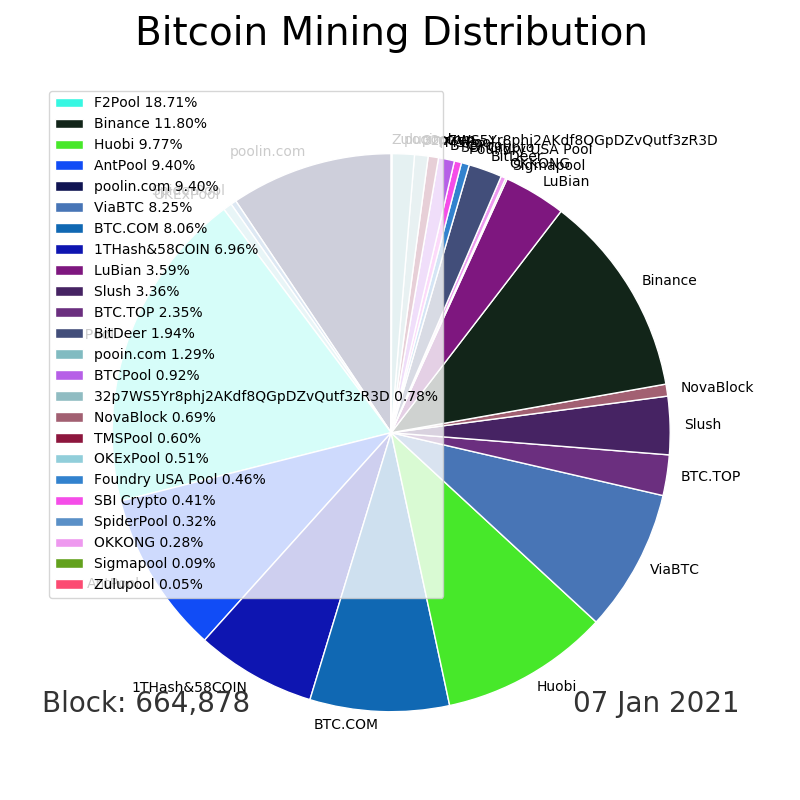 Bitcoin Mining Distribution
F2Pool 18.71%
Binance 11.80%
Huobi 9.77%
AntPool 9.40%
poolin.com 9.40%
ViaBTC 8.25%
BTC.COM 8.06%
1THash&58COIN 6.96%
LuBian 3.59%
Slush 3.36%
BTC.TOP 2.35%
BitDeer 1.94%
pooin.com 1.29%
BTCPool 0.92%
32p7WS5Yr8phj2AKdf8QGpDZvQutf3zR3D 0.78%
NovaBlock 0.69%
TMSPool 0.60%
OKExPool 0.51%
Foundry USA Pool 0.46%
SBI Crypto 0.41%
SpiderPool 0.32%
OKKONG 0.28%
Sigmapool 0.09%
Zulupool 0.05%
poolin.com
OKExPool
Zulupool
32p7WS5Yr8phj2AKdf8QGpDZvQutf3zR3D
Foundry USA Pool
BitDeer
OKKONG
Sigmapool
LuBian
Binance
NovaBlock
Slush
BTC.TOP
ViaBTC
Huobi
BTC.COM
1THash&58COIN
AntPool
Block: 664,878
07 Jan 2021